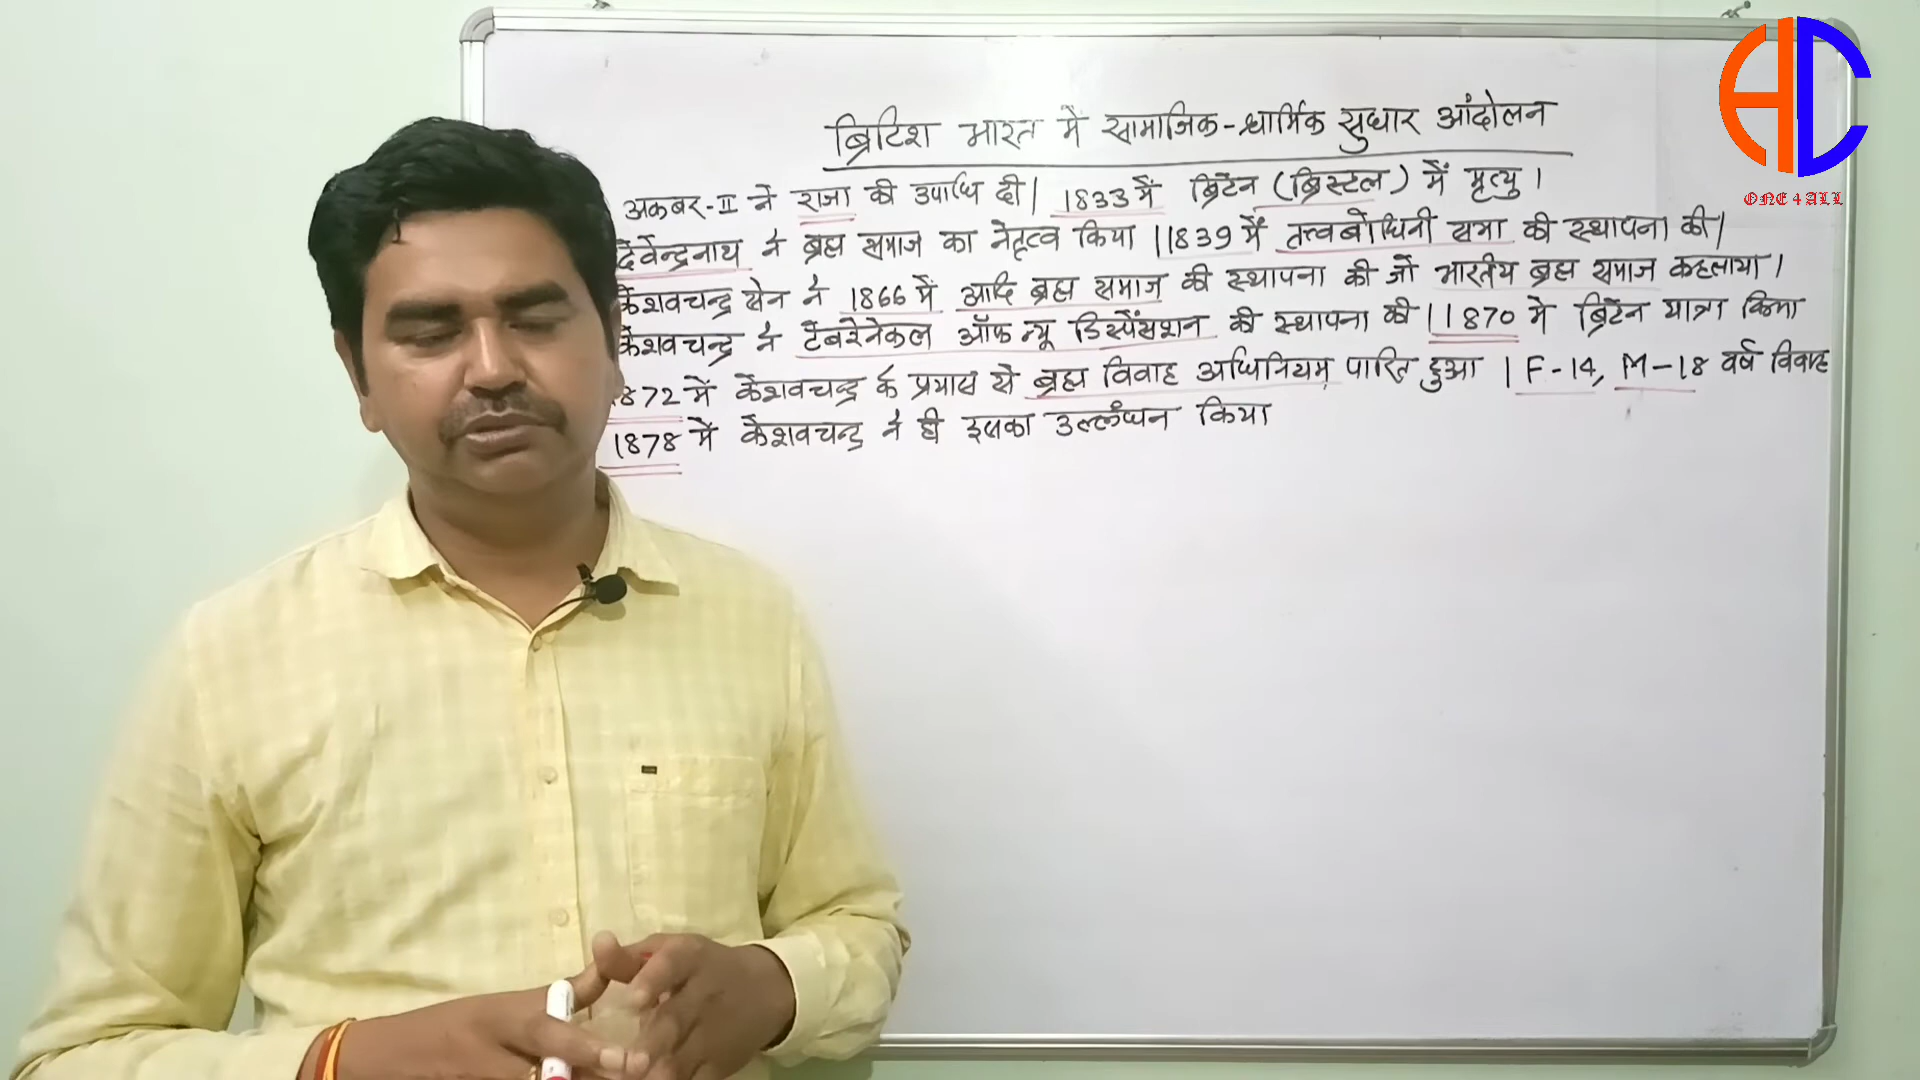 ब्रिटिश भारत में सामाजिक-धार्मिक सुधार आंदोलन
अकबर-II ने राजा की उपाधि दी। 1833 में ब्रिटेन (ब्रिस्टल) में मृत्यु।
देवेन्द्रनाथ ने ब्रह्म समाज का नेतृत्व किया । 1839 में तत्त्वबोधिनी सभा की स्थापना की।
केशवचन्द्र सेन ने 1866 में आदि ब्रह्म समाज की स्थापना की जो भारतीय ब्रह्म समाज कहलाया।
केशवचन्द्र ने टेबरेनेकल ऑफ न्यू डिस्पेंसशन की स्थापना की । 1870 में ब्रिटेन यात्रा किया
1872 में केशवचन्द्र के प्रयास से ब्रह्म विवाह अधिनियम पारित हुआ । F-14, M-18 वर्ष विवाह
1878 में केशवचन्द्र ने ही इसका उल्लंघन किया
ONE 4 ALL